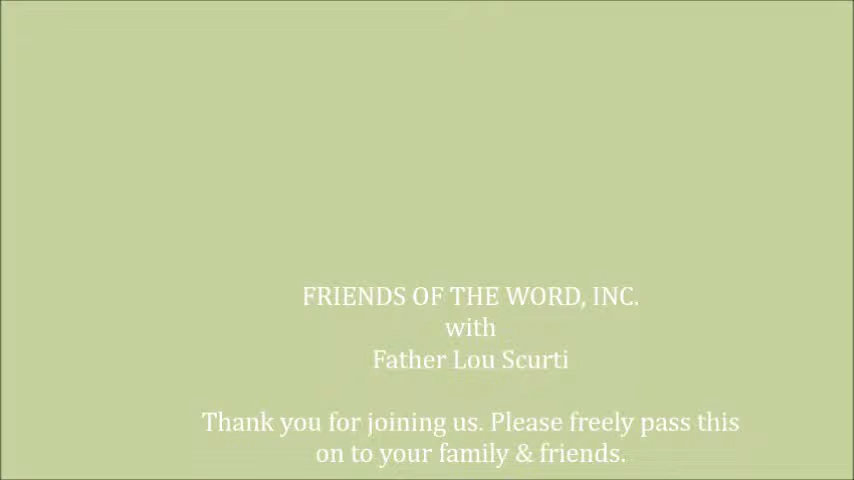 FRIENDS OF THE WORD, INC.
with
Father Lou Scurti
Thank you for joining us. Please freely pass this
on to your family & friends.